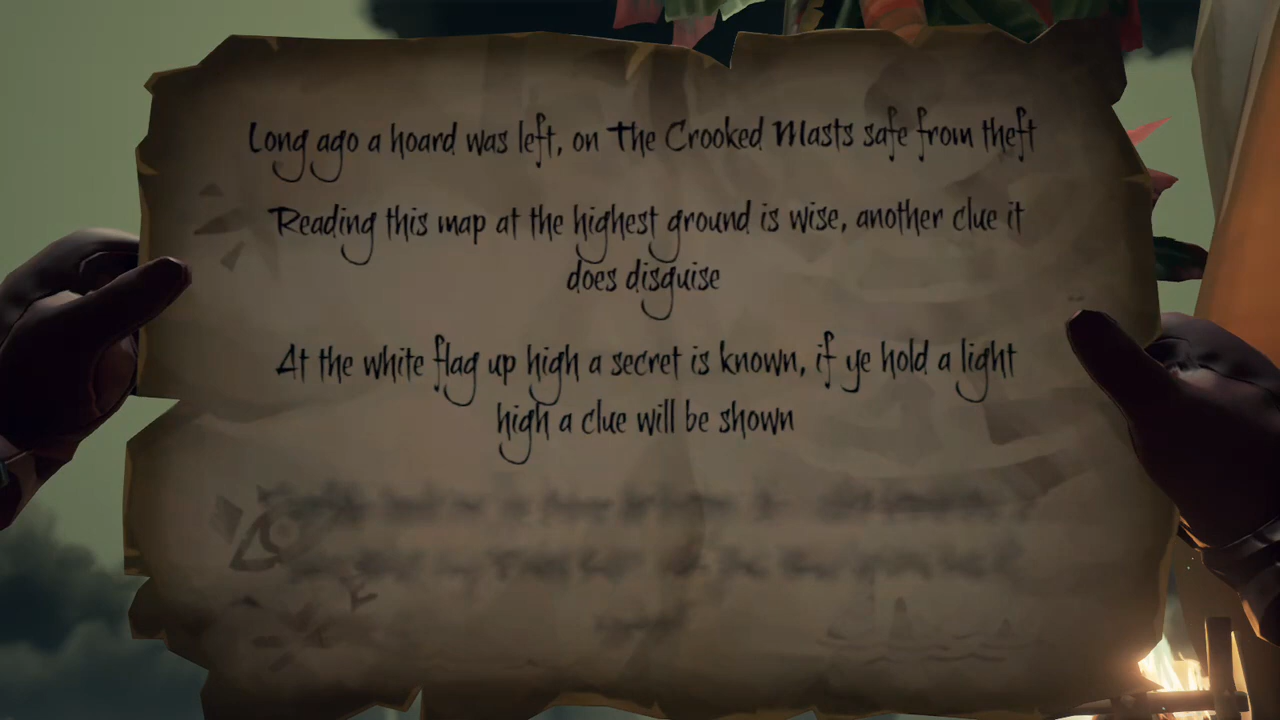 Long ago a hoard was left, on The Crooked Masts safe from theft
Reading this map at the highest ground is wise, another clue it
does disguise
At the white flag up high a secret is known, if ye hold a light
high a clue will be shown